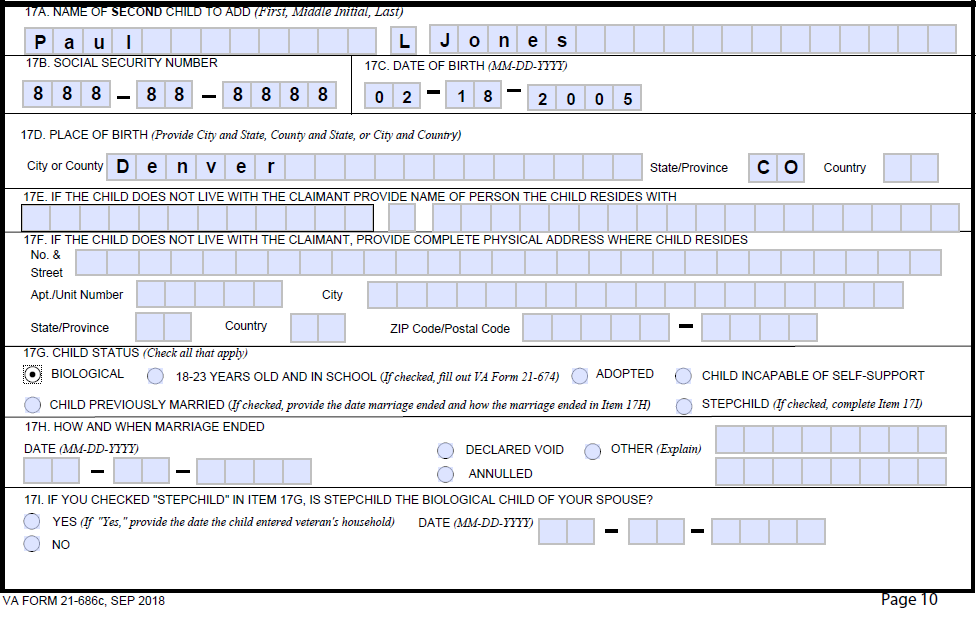 17A. NAME OF SECOND CHILD TO ADD (First, Middle Initial, Last)
Paul L Jones
17B. SOCIAL SECURITY NUMBER 17C. DATE OF BIRTH (MM-DD-YYYY)
888 – 88 – 8888 02 – 18 – 2005
17D. PLACE OF BIRTH (Provide City and State, County and State, or City and Country)
City or County Denver State/Province CO Country
17E. IF THE CHILD DOES NOT LIVE WITH THE CLAIMANT PROVIDE NAME OF PERSON THE CHILD RESIDES WITH
17F. IF THE CHILD DOES NOT LIVE WITH THE CLAIMANT, PROVIDE COMPLETE PHYSICAL ADDRESS WHERE CHILD RESIDES
No. &
Street
Apt./Unit Number City
State/Province Country ZIP Code/Postal Code –
17G. CHILD STATUS (Check all that apply)
BIOLOGICAL 18-23 YEARS OLD AND IN SCHOOL (If checked, fill out VA Form 21-674) ADOPTED CHILD INCAPABLE OF SELF-SUPPORT
CHILD PREVIOUSLY MARRIED (If checked, provide the date marriage ended and how the marriage ended in Item 17H) STEPCHILD (If checked, complete Item 17I)
17H. HOW AND WHEN MARRIAGE ENDED
DATE (MM-DD-YYYY) DECLARED VOID OTHER (Explain)
– – ANNULLED
17I. IF YOU CHECKED "STEPCHILD" IN ITEM 17G, IS STEPCHILD THE BIOLOGICAL CHILD OF YOUR SPOUSE?
YES (If "Yes," provide the date the child entered veteran's household) DATE (MM-DD-YYYY) – –
NO
VA FORM 21-686c, SEP 2018 Page 10